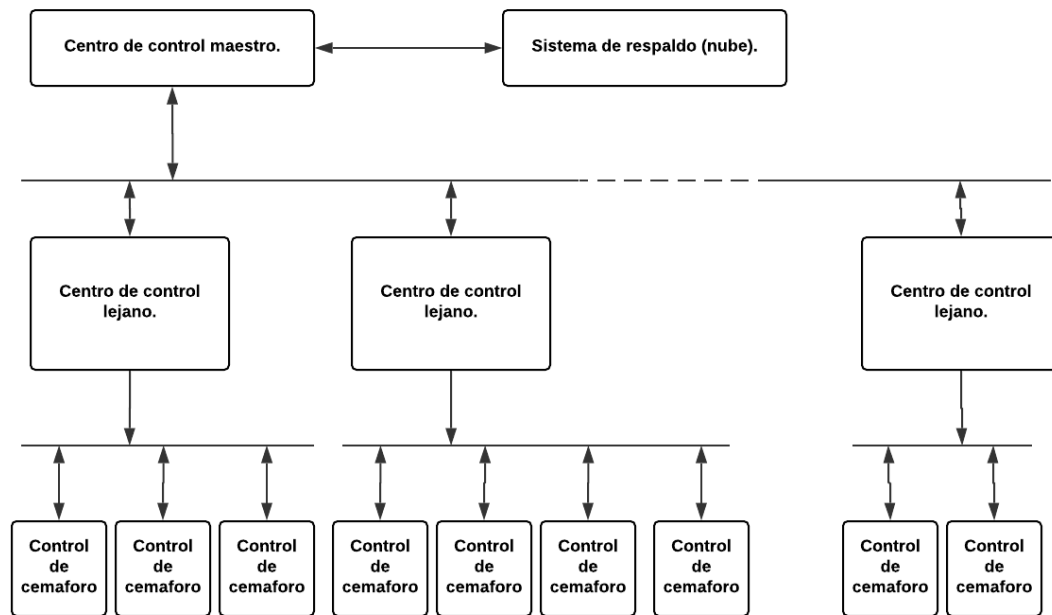 Centro de control maestro.
Sistema de respaldo (nube).
Centro de control
lejano.
Centro de control
lejano.
Centro de control
lejano.
Control
de
cemaforo
Control
de
cemaforo
Control
de
cemaforo
Control
de
cemaforo
Control
de
cemaforo
Control
de
cemaforo
Control
de
cemaforo
Control
de
cemaforo
Control
de
cemaforo